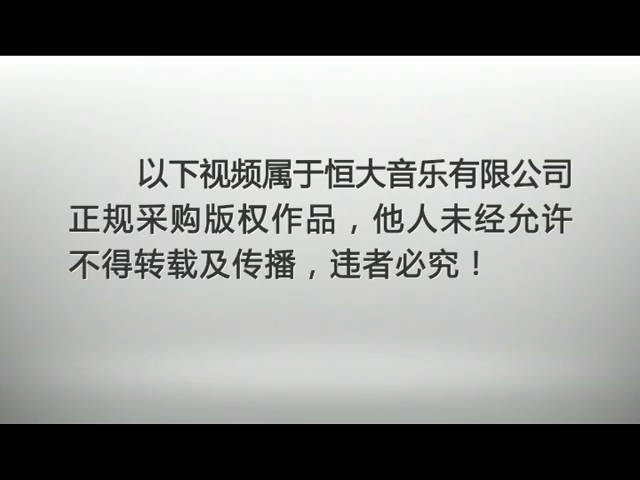 以下视频属于恒大音乐有限公司
正规采购版权作品，他人未经允许
不得转载及传播，违者必究！